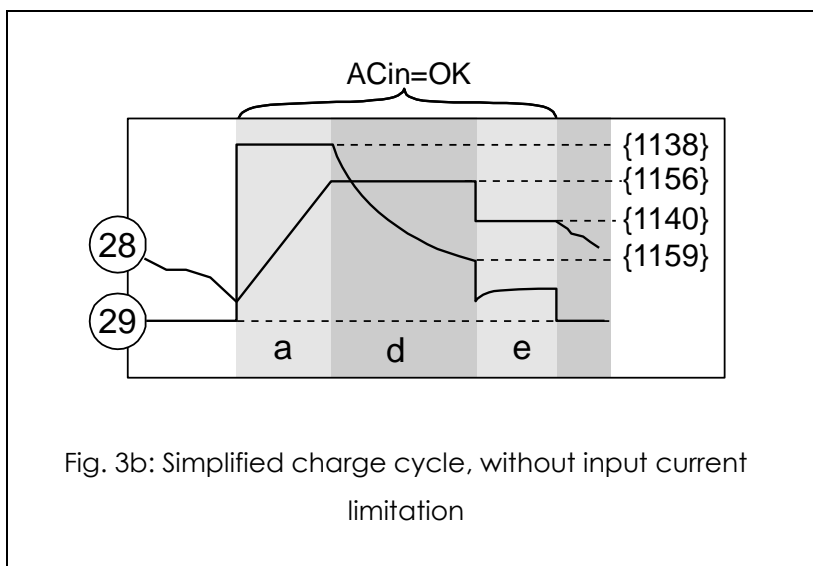 ACin=OK
{1138}
{1156}
{1140}
28
{1159}
29
a
d
e
Fig. 3b: Simplified charge cycle, without input current
limitation